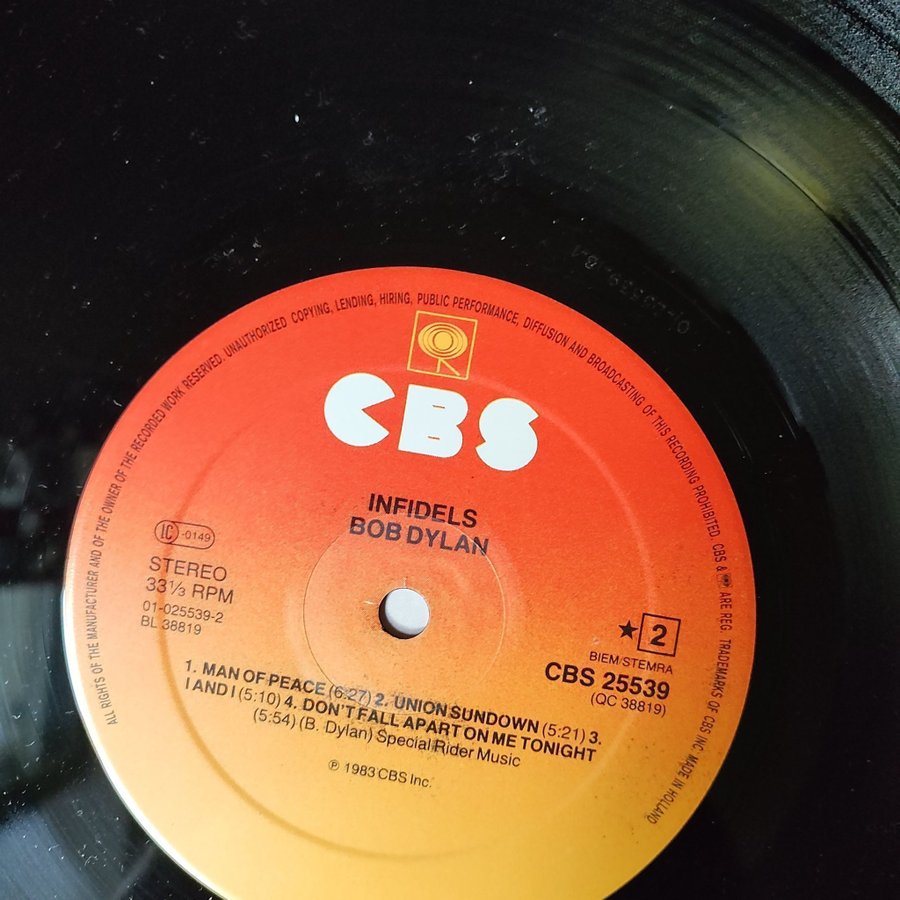 ALL RIGHTS OF THE MANUFACTURER AND OF THE OWNER OF THE RECORDED WORK RESERVED. UNAUTHORIZED COPYING, LENDING, HIRING, PUBLIC PERFORMANCE, DIFFUSION AND BROADCASTING OF THIS RECORDING PROHIBITED. CBS & ARE REG. TRADEMARKS OF CBS INC MADE IN HOLLAND
CBS
INFIDELS
BOB DYLAN
IC -0149
STEREO
33 1/3 RPM
01-025539-2
BL 38819
★ 2
BIEM/STEMRA
CBS 25539
(QC 38819)
1. MAN OF PEACE (6:27) 2. UNION SUNDOWN (5:21) 3.
I AND I (5:10) 4. DON'T FALL APART ON ME TONIGHT
(5:54) (B. Dylan) Special Rider Music
℗ 1983 CBS Inc.